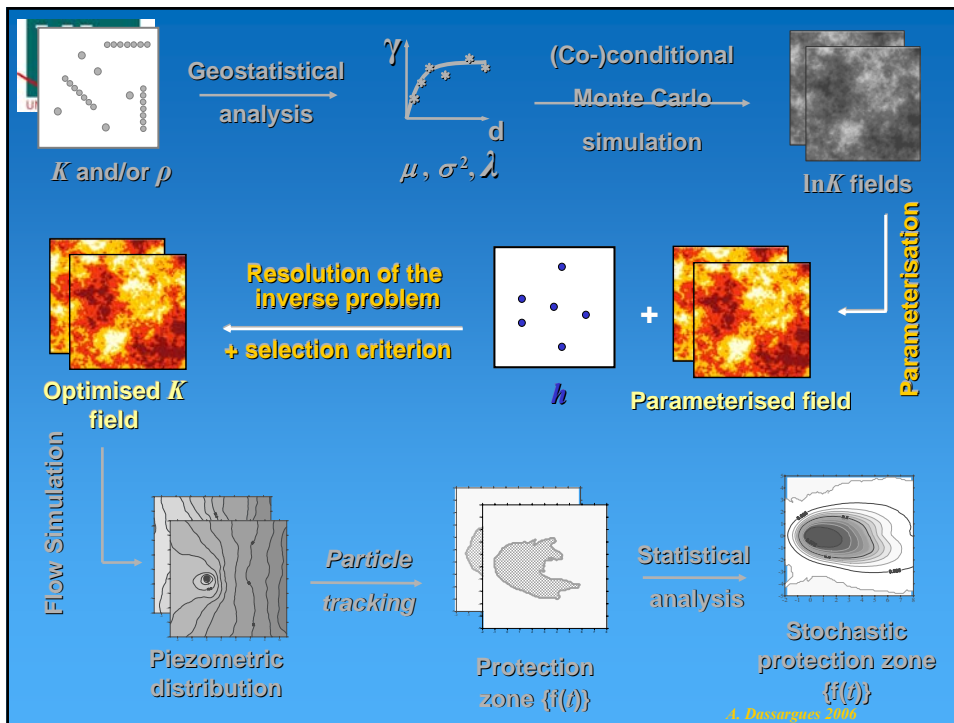 K and/or ρ
Geostatistical
analysis
γ
d
μ, σ², λ
(Co-)conditional
Monte Carlo
simulation
lnK fields
Parameterisation
Parameterised field
+
h
Resolution of the
inverse problem
+ selection criterion
Optimised K
field
Flow Simulation
Piezometric
distribution
Particle
tracking
Protection
zone {f(t)}
Statistical
analysis
Stochastic
protection zone
{f(t)}
A. Dassargues 2006